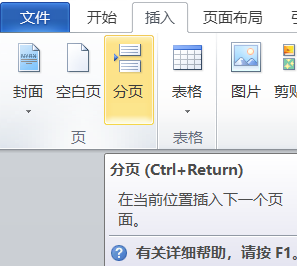 文件 开始 插入 页面布局
封面 空白页 分页 表格 图片
页 表格
分页 (Ctrl+Return)
在当前位置插入下一个页
面。
有关详细帮助，请按 F1。